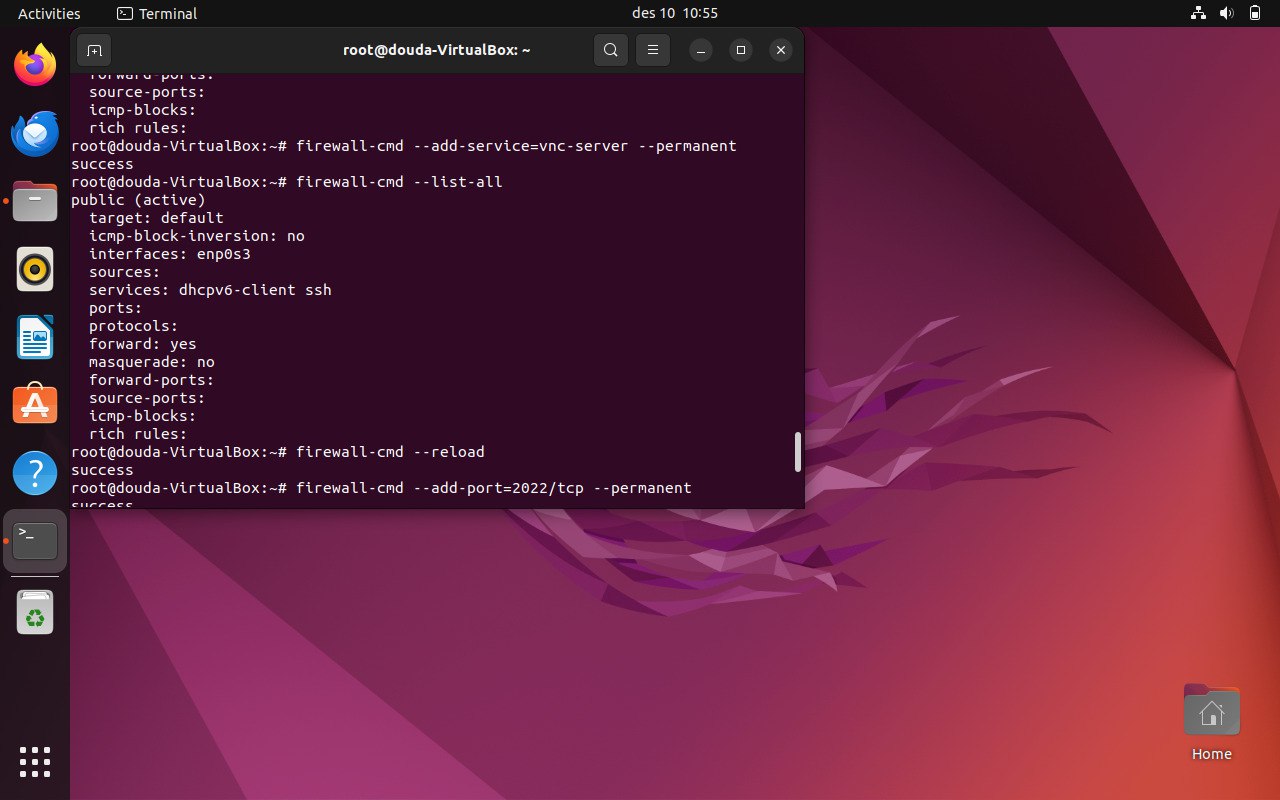 Activities
Terminal
des 10 10:55
root@douda-VirtualBox: ~
forward-ports:
source-ports:
icmp-blocks:
rich rules:
root@douda-VirtualBox:~# firewall-cmd --add-service=vnc-server --permanent
success
root@douda-VirtualBox:~# firewall-cmd --list-all
public (active)
target: default
icmp-block-inversion: no
interfaces: enp0s3
sources:
services: dhcpv6-client ssh
ports:
protocols:
forward: yes
masquerade: no
forward-ports:
source-ports:
icmp-blocks:
rich rules:
root@douda-VirtualBox:~# firewall-cmd --reload
success
root@douda-VirtualBox:~# firewall-cmd --add-port=2022/tcp --permanent
success
Home